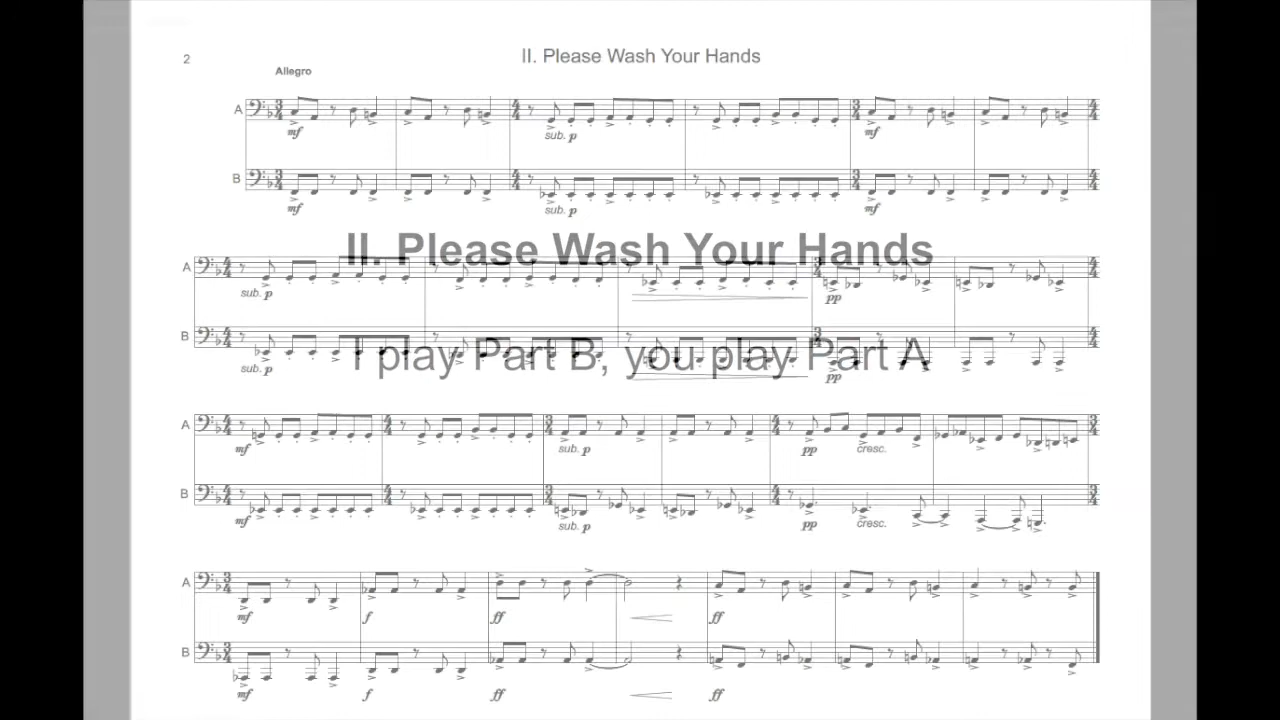 2 II. Please Wash Your Hands
Allegro
A mf sub. p mf
B mf sub. p mf
II. Please Wash Your Hands
A sub. p pp
I play Part B, you play Part A
B sub. p pp
A mf sub. p pp cresc.
B mf sub. p pp cresc.
A mf f ff ff
B mf f ff ff